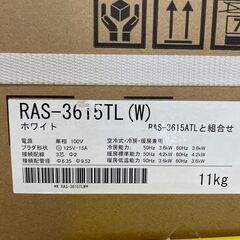 RAS-3615TL(W)
ホワイト
RAS-3615ATLと組合せ
電源 単相 100V
プラグ形状 125V-15A
接続配線 3芯 Φ2
接続配管径 Φ6.35 Φ9.52
空冷式・冷房・暖房兼用
冷房能力 50Hz 3.6kW 60Hz 3.6kW
暖房能力 50Hz 4.2kW 60Hz 4.2kW
暖房低温能力 50Hz 3.6kW 60Hz 3.6kW
*K RAS-3615TLW*
11kg